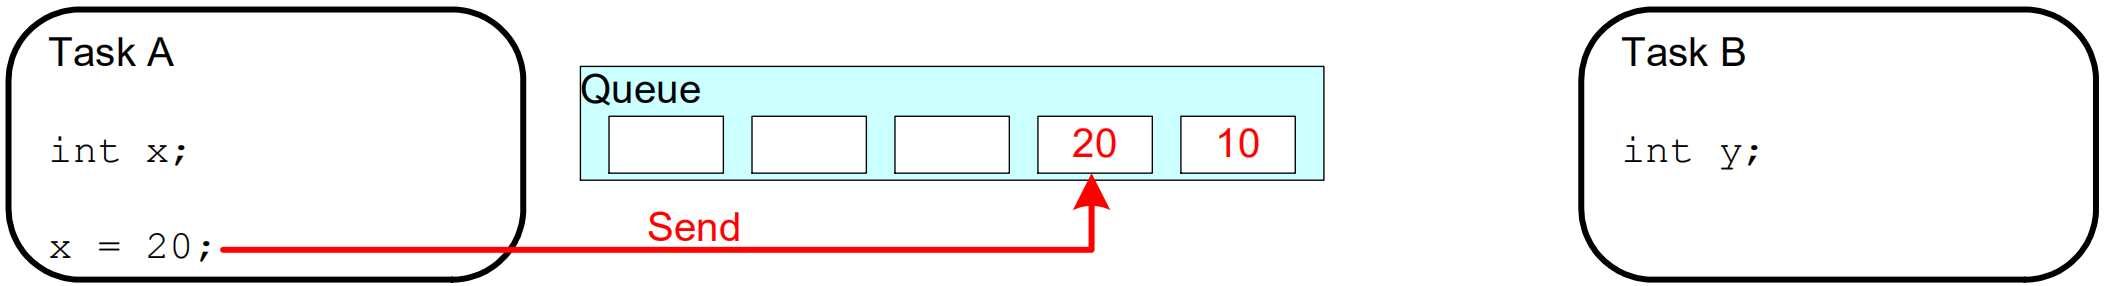 Task A
int x;
x = 20;
Queue
20
10
Send
Task B
int y;